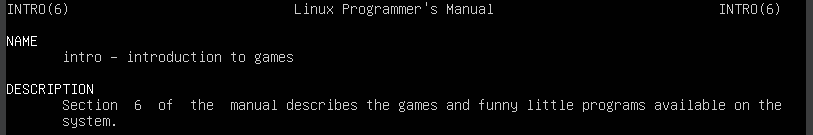 INTRO(6) Linux Programmer's Manual INTRO(6)
NAME
intro - introduction to games
DESCRIPTION
Section 6 of the manual describes the games and funny little programs available on the
system.